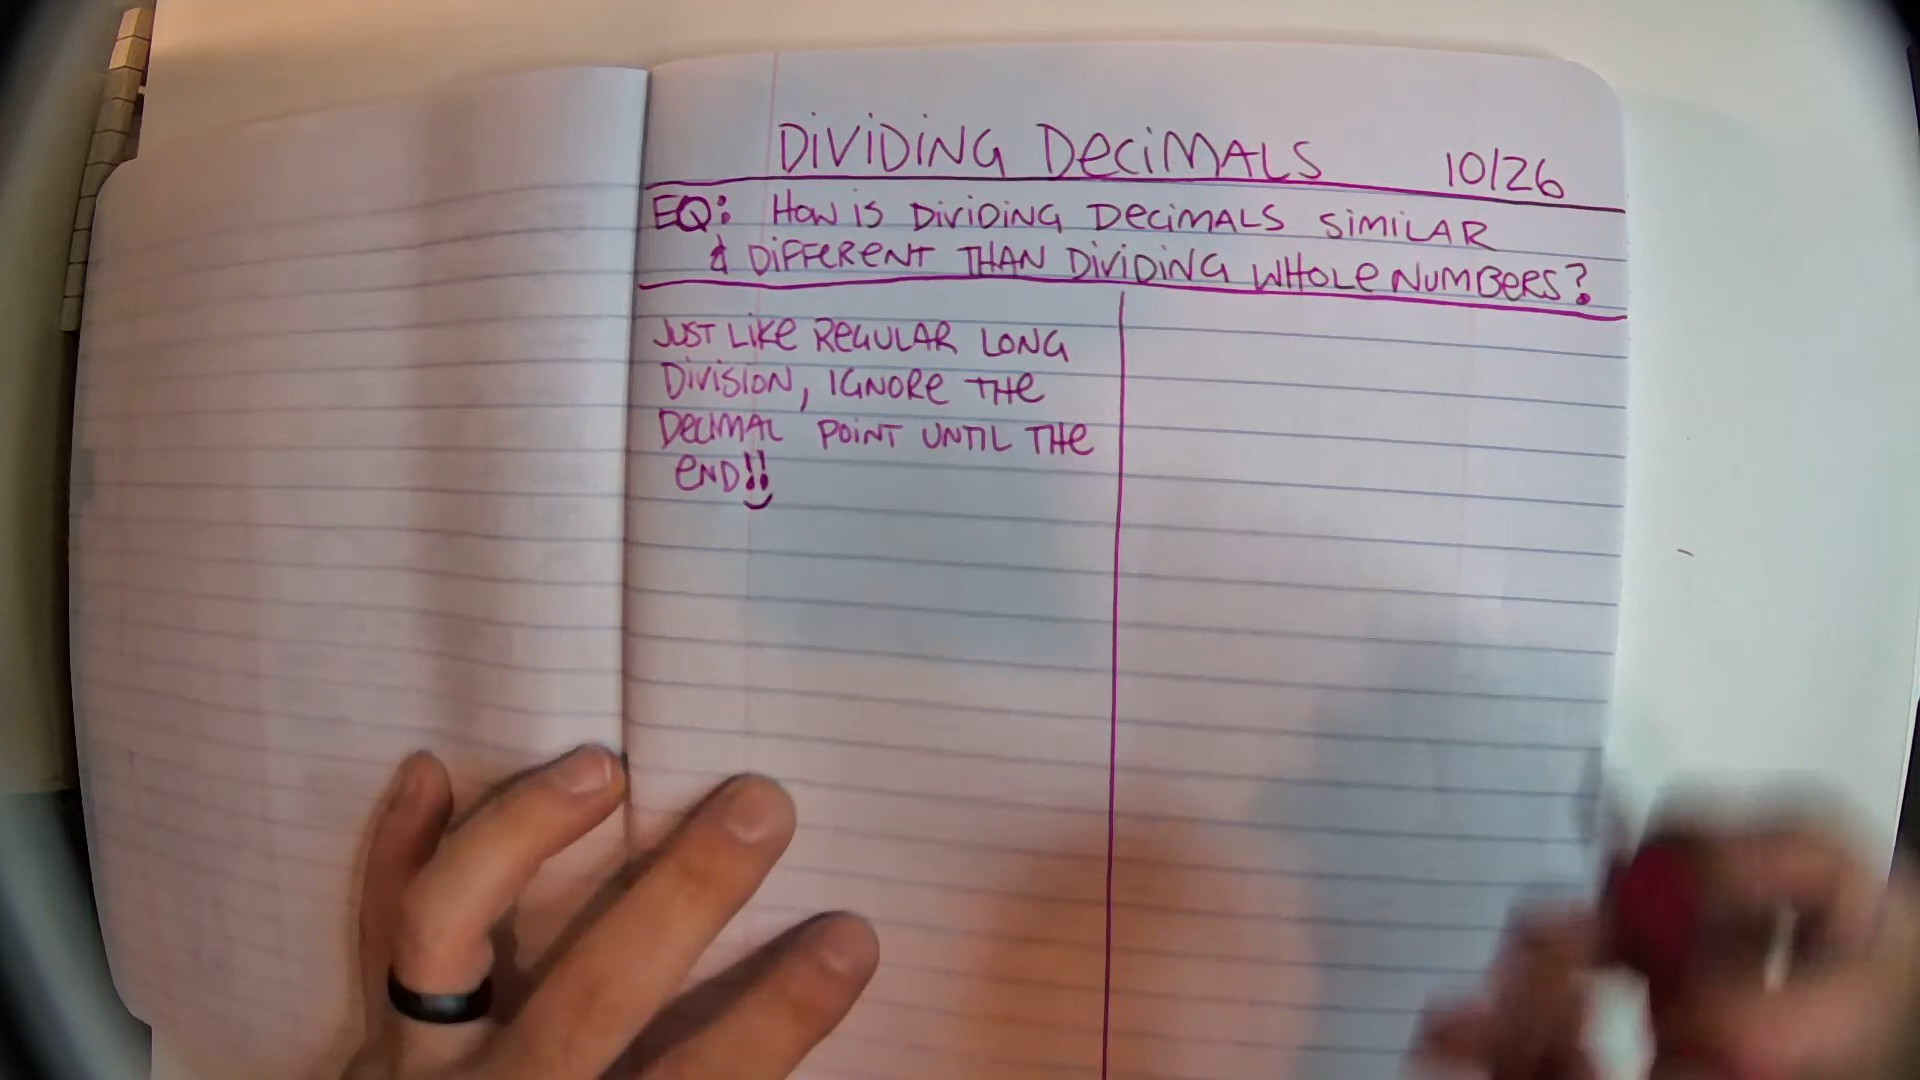 DiViDiNG DeCiMALS 10/26
EQ: HOW IS DiViDiNG DeCiMALS SiMiLAR
& DiFFERENT THAN DiViDiNG WHOLE NUMBERS?
JUST LiKE REGULAR LONG
DiViSiON, IGNORE THE
DECIMAL POiNT UNTIL THE
END!!